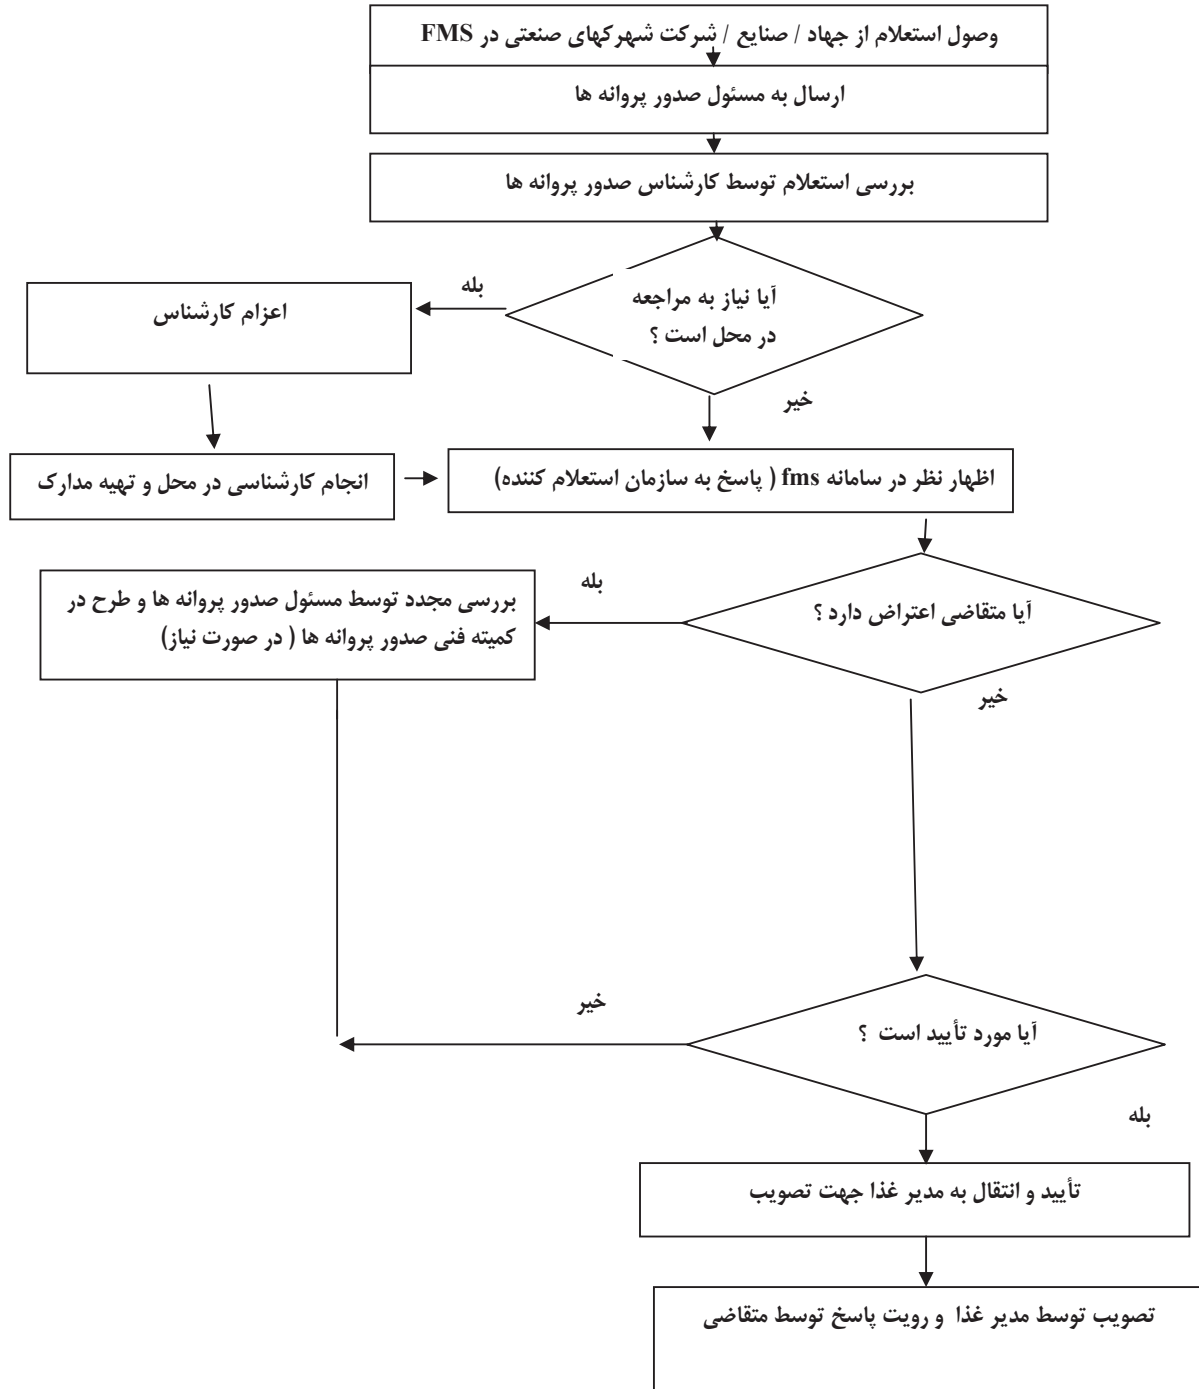 وصول استعلام از جهاد / صنایع / شرکت شهرکهای صنعتی در FMS
ارسال به مسئول صدور پروانه ها
بررسی استعلام توسط کارشناس صدور پروانه ها
آیا نیاز به مراجعه
در محل است ؟
بله
اعزام کارشناس
خیر
انجام کارشناسی در محل و تهیه مدارک
اظهار نظر در سامانه fms ( پاسخ به سازمان استعلام کننده)
آیا متقاضی اعتراض دارد ؟
بله
بررسی مجدد توسط مسئول صدور پروانه ها و طرح در
کمیته فنی صدور پروانه ها ( در صورت نیاز)
خیر
آیا مورد تأیید است ؟
خیر
بله
تأیید و انتقال به مدیر غذا جهت تصویب
تصویب توسط مدیر غذا و رویت پاسخ توسط متقاضی